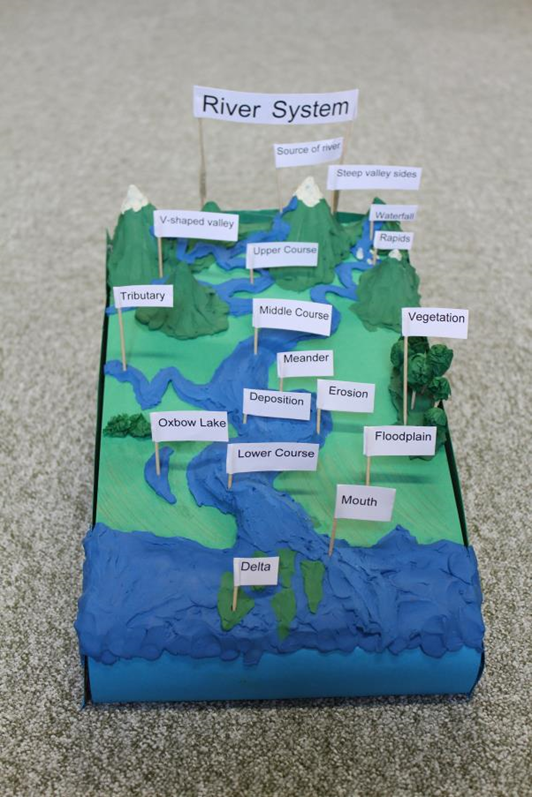 River System
Source of river
Steep valley sides
Waterfall
V-shaped valley
Rapids
Upper Course
Tributary
Middle Course
Vegetation
Meander
Erosion
Deposition
Oxbow Lake
Floodplain
Lower Course
Mouth
Delta